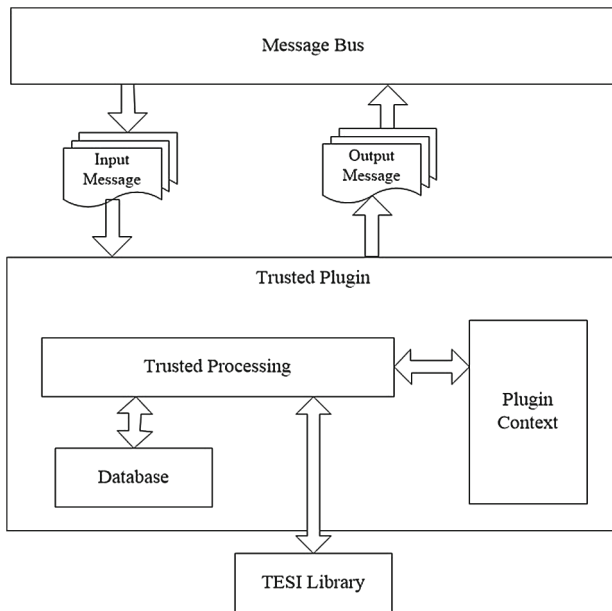 Message Bus
Input
Message
Output
Message
Trusted Plugin
Trusted Processing
Plugin
Context
Database
TESI Library